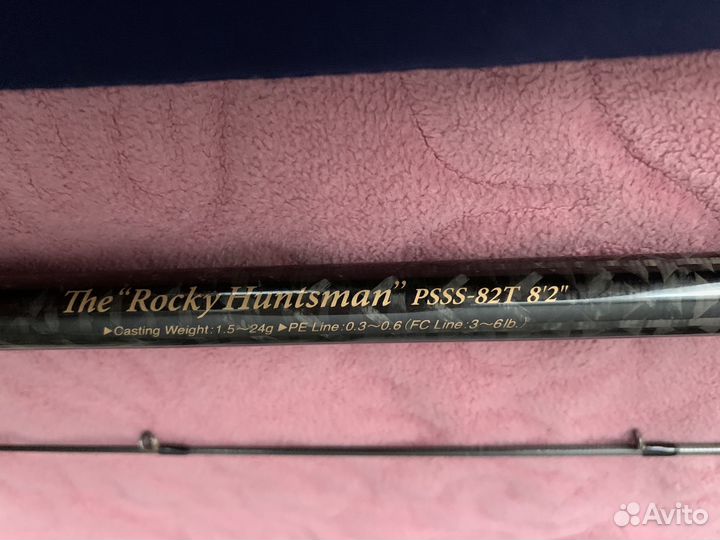 The “Rocky Huntsman” PSSS-82T 8'2"
▶Casting Weight:1.5〜24g ▶PE Line:0.3〜0.6(FC Line:3〜6lb.)
Avito